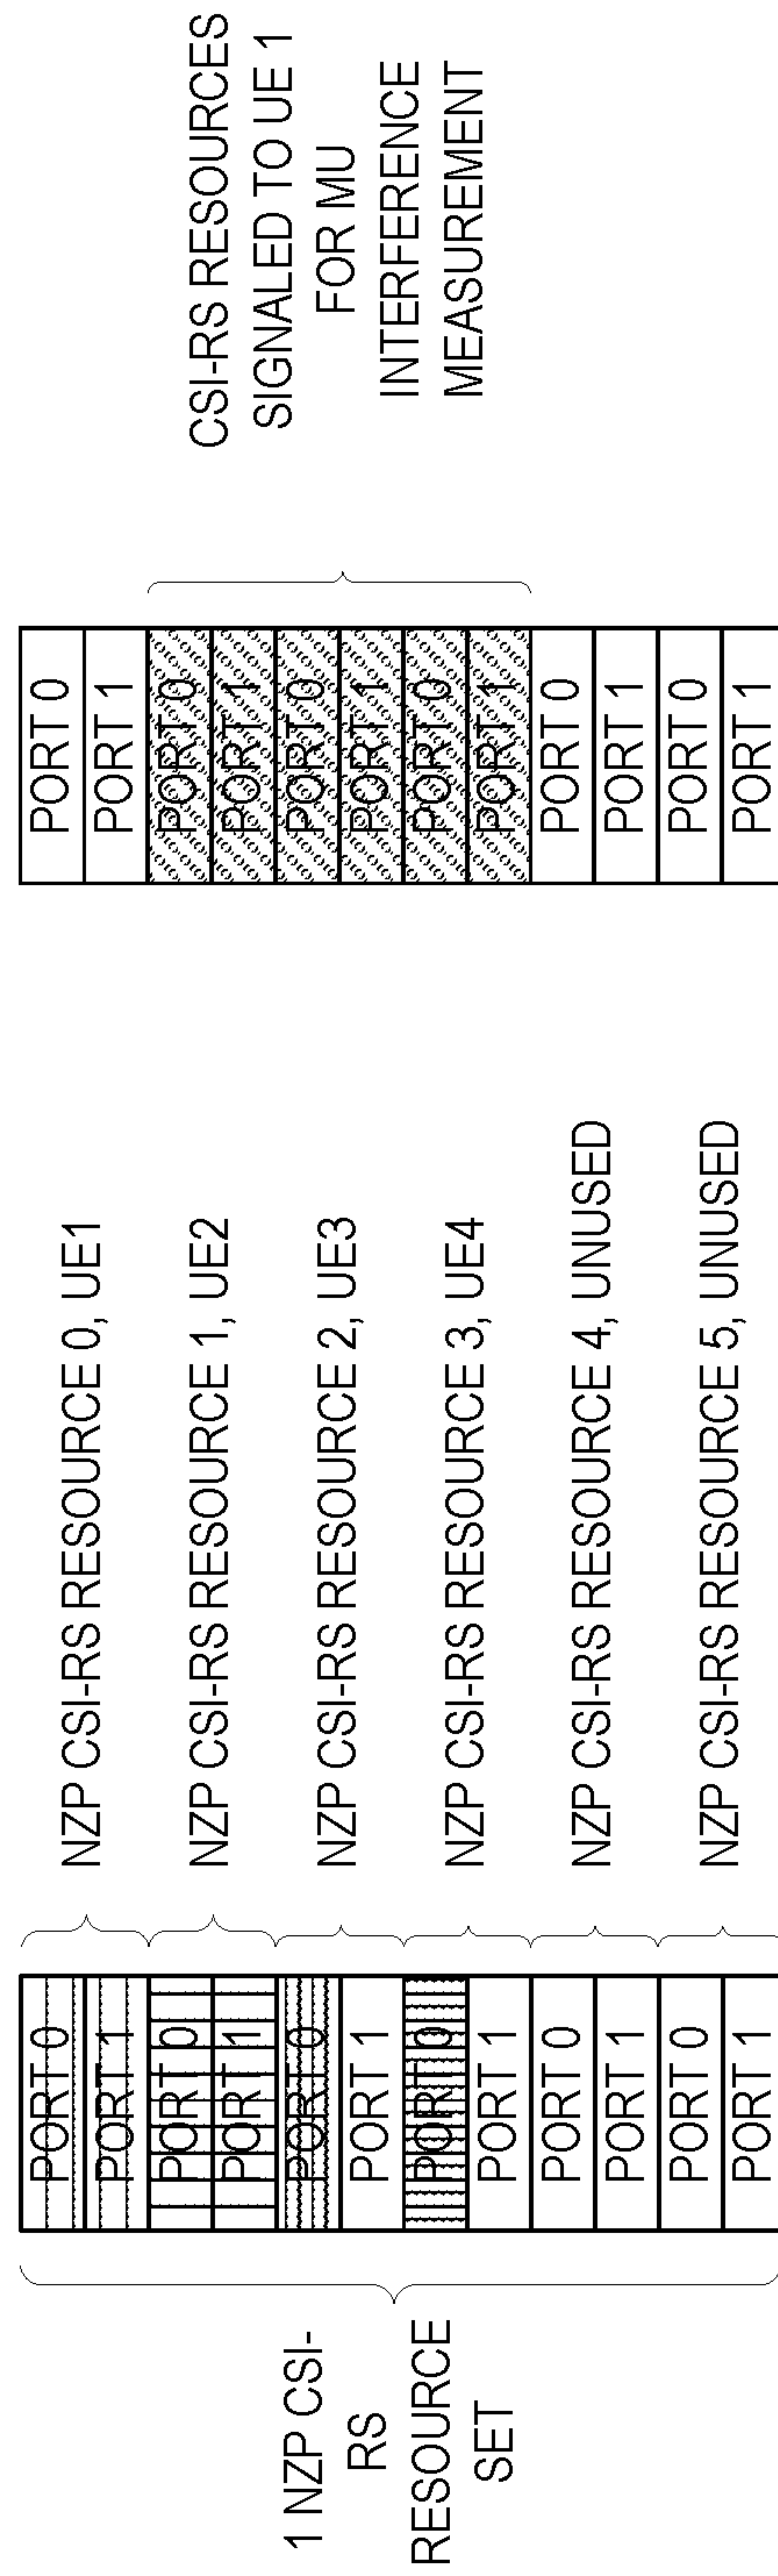 1 NZP CSI-
RS
RESOURCE
SET
PORT 0
PORT 1
PORT 0
PORT 1
PORT 0
PORT 1
PORT 0
PORT 1
PORT 0
PORT 1
PORT 0
PORT 1
NZP CSI-RS RESOURCE 0, UE1
NZP CSI-RS RESOURCE 1, UE2
NZP CSI-RS RESOURCE 2, UE3
NZP CSI-RS RESOURCE 3, UE4
NZP CSI-RS RESOURCE 4, UNUSED
NZP CSI-RS RESOURCE 5, UNUSED
PORT 0
PORT 1
PORT 0
PORT 1
PORT 0
PORT 1
PORT 0
PORT 1
PORT 0
PORT 1
PORT 0
PORT 1
CSI-RS RESOURCES
SIGNALED TO UE 1
FOR MU
INTERFERENCE
MEASUREMENT